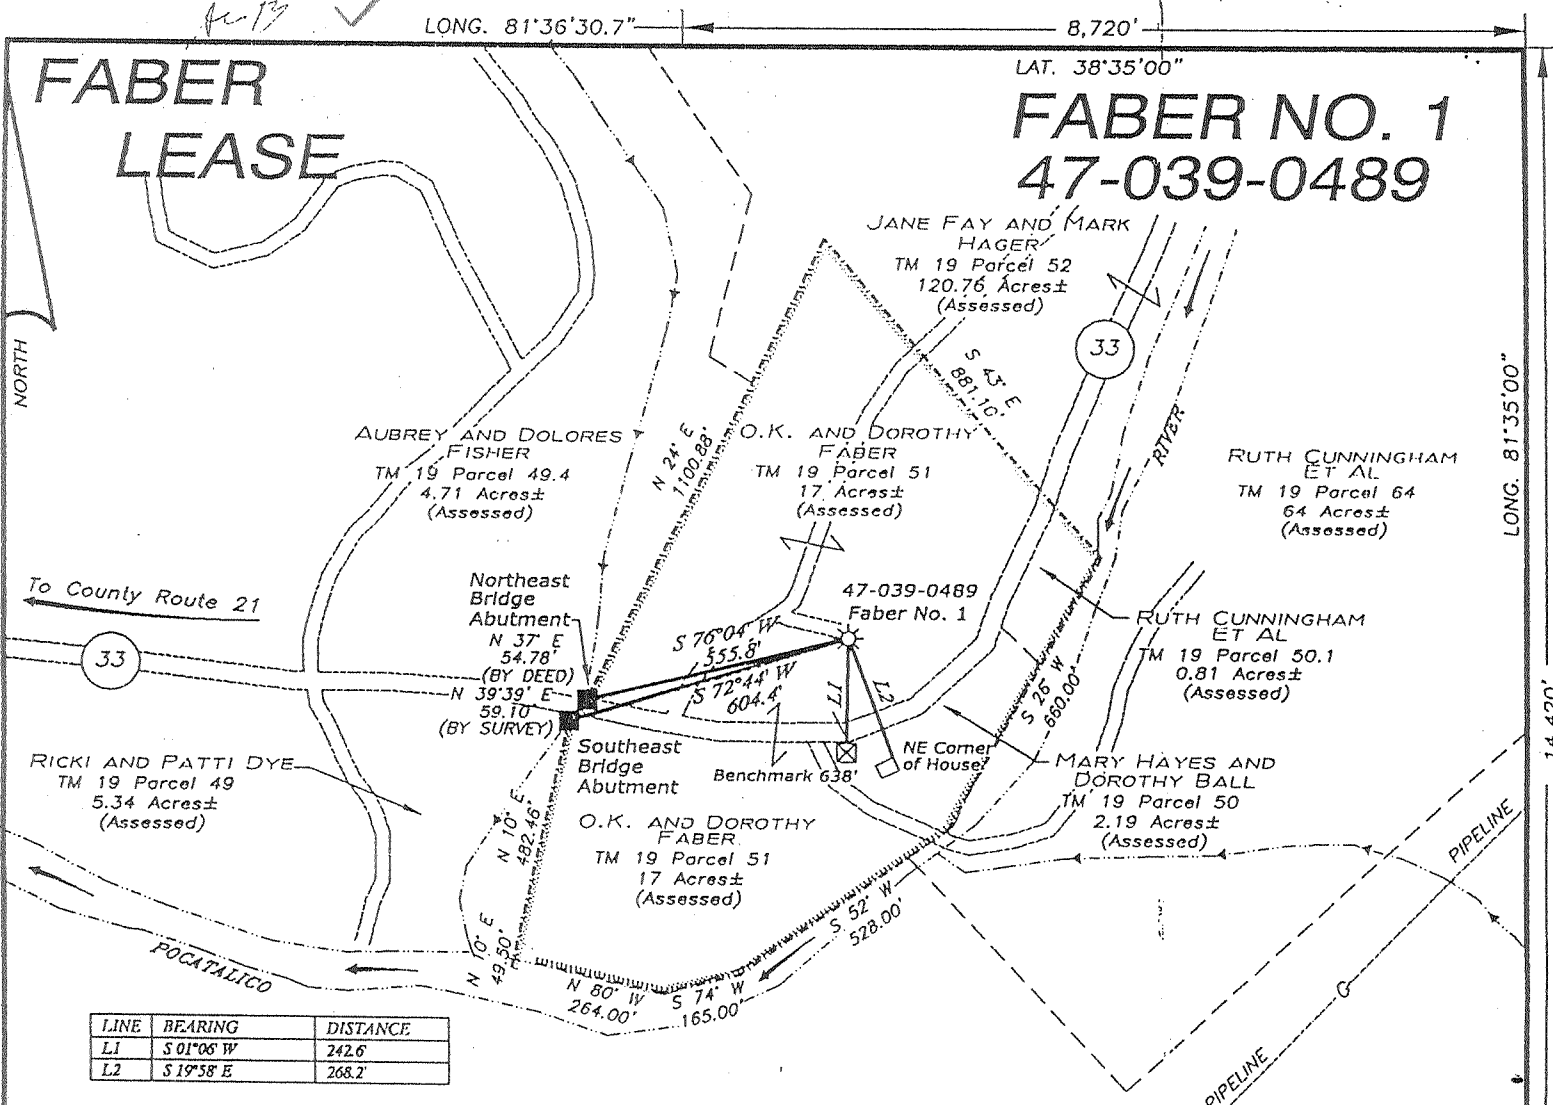 LONG. 81°36'30.7"
8,720'
LAT. 38°35'00"
FABER
LEASE
FABER NO. 1
47-039-0489
NORTH
JANE FAY AND MARK
HAGER
TM 19 Parcel 52
120.76 Acres±
(Assessed)
33
S 43° E
881.10'
RIVER
LONG. 81°35'00"
AUBREY AND DOLORES
FISHER
TM 19 Parcel 49.4
4.71 Acres±
(Assessed)
N 24° E
1100.88'
O.K. AND DOROTHY
FABER
TM 19 Parcel 51
17 Acres±
(Assessed)
RUTH CUNNINGHAM
ET AL
TM 19 Parcel 64
64 Acres±
(Assessed)
To County Route 21
33
Northeast
Bridge
Abutment
N 37° E
54.78'
(BY DEED)
N 39°39' E
59.10'
(BY SURVEY)
S 76°04' W
555.8'
S 72°44' W
604.4'
47-039-0489
Faber No. 1
L1
L2
RUTH CUNNINGHAM
ET AL
TM 19 Parcel 50.1
0.81 Acres±
(Assessed)
S 26° W
660.00'
14,420'
RICKI AND PATTI DYE
TM 19 Parcel 49
5.34 Acres±
(Assessed)
Southeast
Bridge
Abutment
Benchmark 638'
NE Corner
of House
MARY HAYES AND
DOROTHY BALL
TM 19 Parcel 50
2.19 Acres±
(Assessed)
N 10° E
482.46'
O.K. AND DOROTHY
FABER
TM 19 Parcel 51
17 Acres±
(Assessed)
PIPELINE
S 52° W
528.00'
POCATALICO
N 10° E
49.50'
N 80° W
264.00'
S 74° W
165.00'
G
PIPELINE
LINE BEARING DISTANCE
L1 S 01°06' W 242.6'
L2 S 19°58' E 268.2'